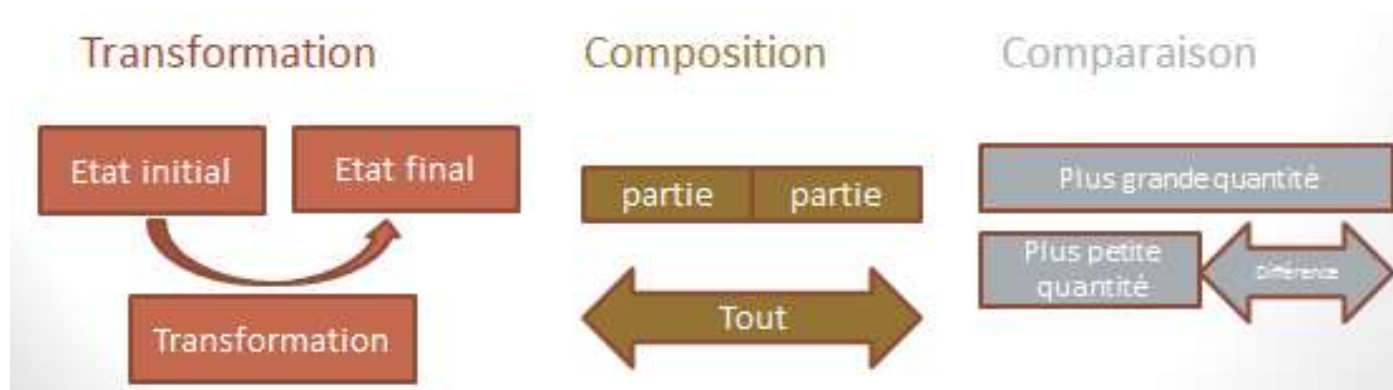 Transformation
Etat initial
Etat final
Transformation
Composition
partie
partie
Tout
Comparaison
Plus grande quantité
Plus petite
quantité
Différence